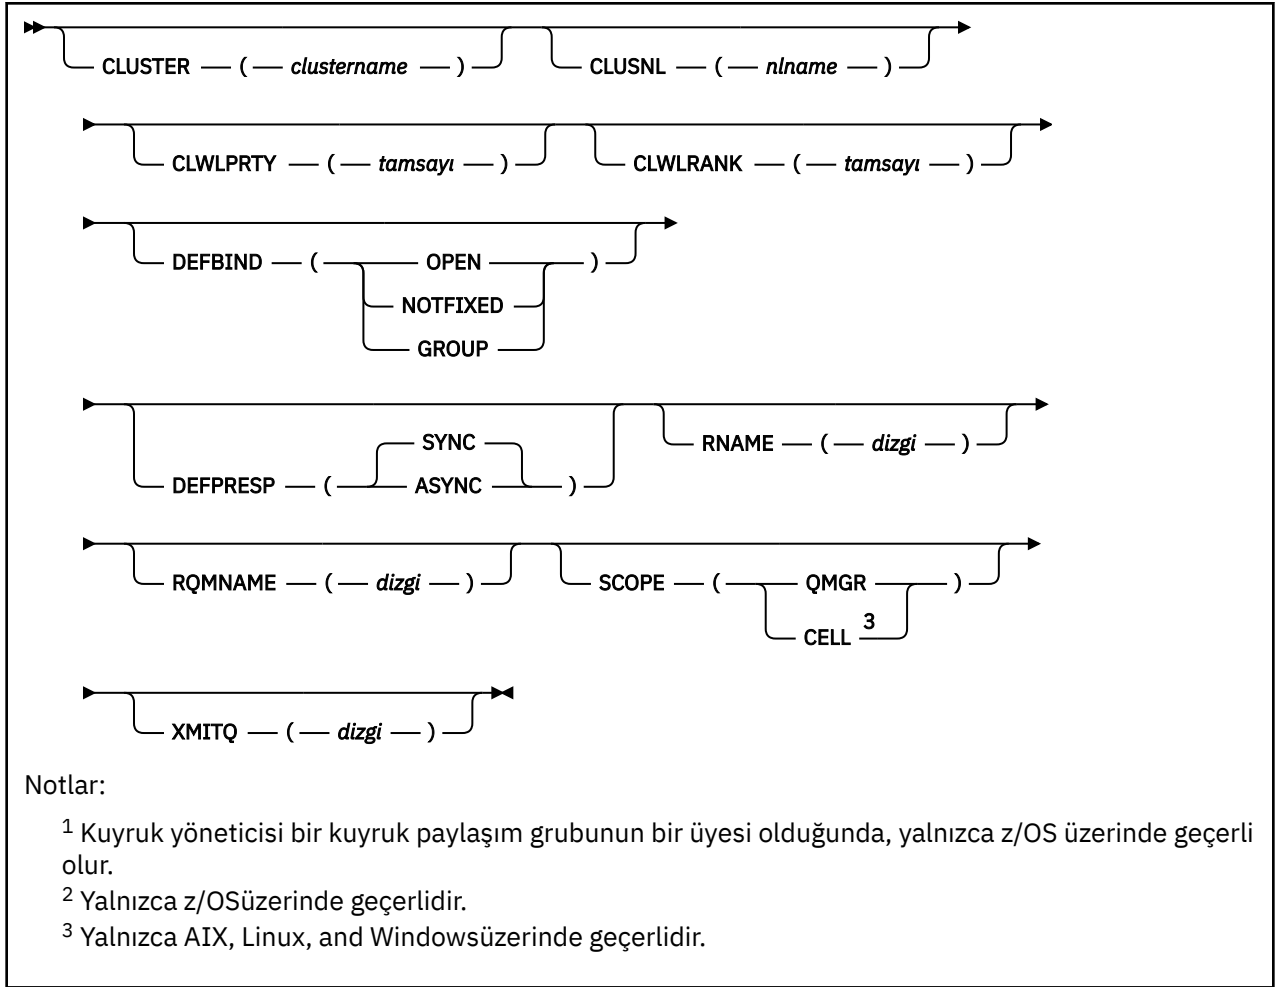 CLUSTER ( clustername ) CLUSNL ( nlname )
CLWLPRTY ( tamsayı ) CLWLRANK ( tamsayı )
DEFBIND ( OPEN )
NOTFIXED
GROUP
SYNC RNAME ( dizgi )
DEFPRESP ( ASYNC )
RQMNAME ( dizgi ) SCOPE ( QMGR )
CELL 3
XMITQ ( dizgi )
Notlar:
1 Kuyruk yöneticisi bir kuyruk paylaşım grubunun bir üyesi olduğunda, yalnızca z/OS üzerinde geçerli
olur.
2 Yalnızca z/OSüzerinde geçerlidir.
3 Yalnızca AIX, Linux, and Windowsüzerinde geçerlidir.